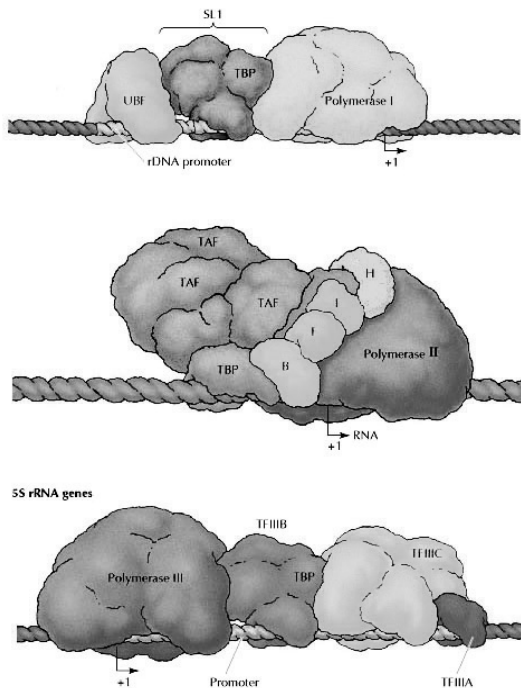 SL1
TBP
UBF
Polymerase I
rDNA promoter
+1
TAF
H
TAF
TAF
I
F
Polymerase II
TBP
B
RNA
+1
5S rRNA genes
TFIIIB
TFIIIC
Polymerase III
TBP
+1
Promoter
TFIIIA